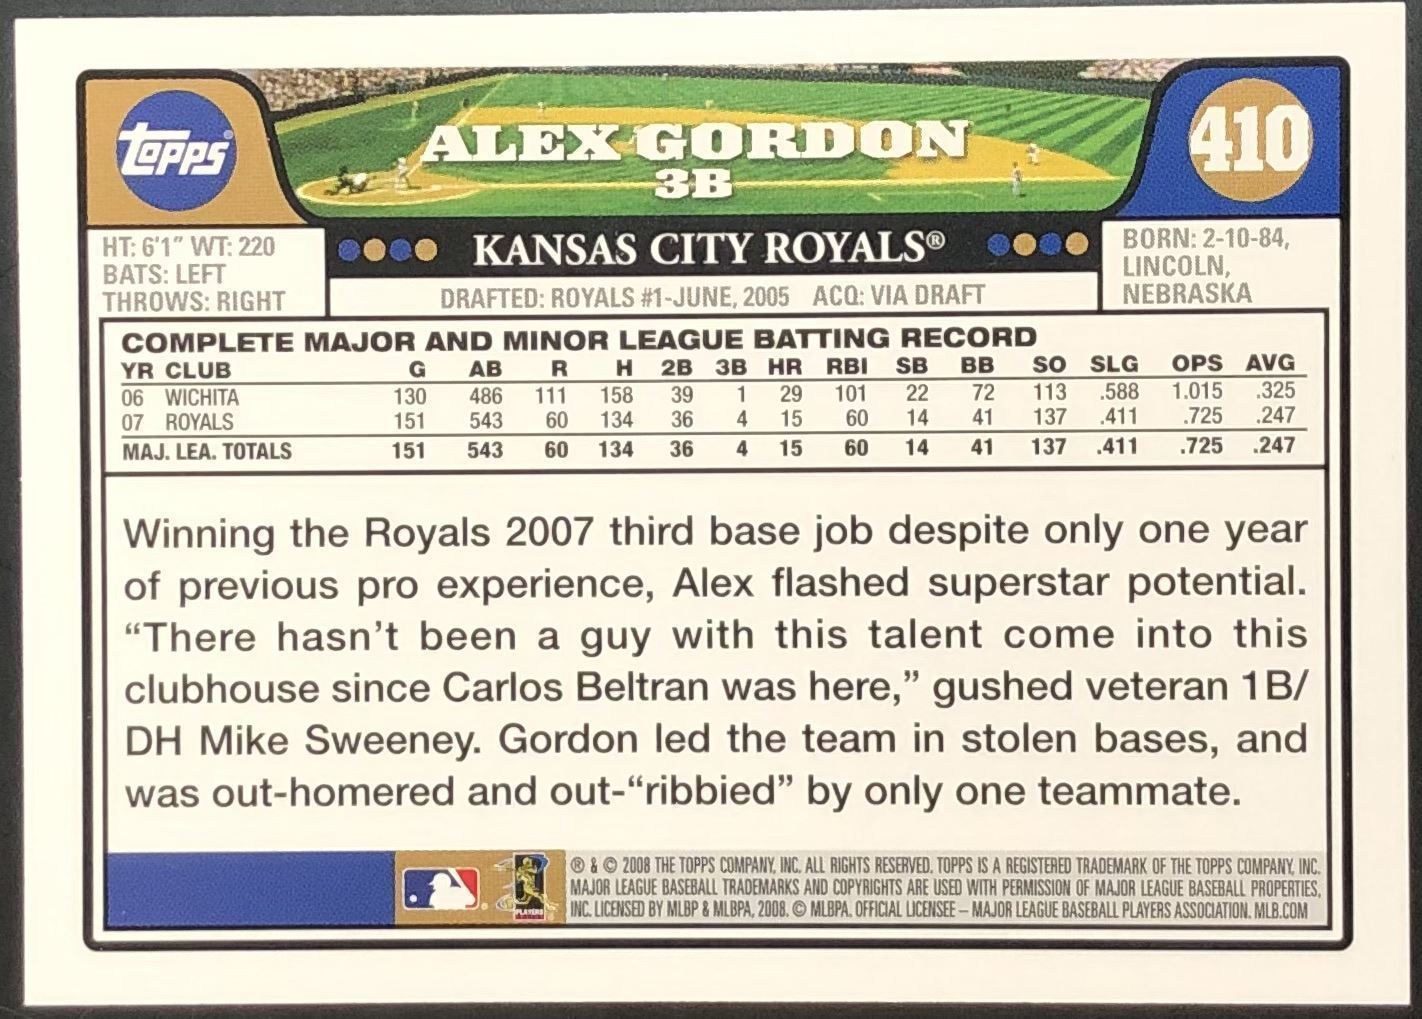 Topps®
ALEX GORDON
3B
410
HT: 6'1" WT: 220
BATS: LEFT
THROWS: RIGHT
KANSAS CITY ROYALS®
DRAFTED: ROYALS #1-JUNE, 2005 ACQ: VIA DRAFT
BORN: 2-10-84,
LINCOLN,
NEBRASKA
COMPLETE MAJOR AND MINOR LEAGUE BATTING RECORD
YR CLUB G AB R H 2B 3B HR RBI SB BB SO SLG OPS AVG
06 WICHITA 130 486 111 158 39 1 29 101 22 72 113 .588 1.015 .325
07 ROYALS 151 543 60 134 36 4 15 60 14 41 137 .411 .725 .247
MAJ. LEA. TOTALS 151 543 60 134 36 4 15 60 14 41 137 .411 .725 .247
Winning the Royals 2007 third base job despite only one year
of previous pro experience, Alex flashed superstar potential.
“There hasn’t been a guy with this talent come into this
clubhouse since Carlos Beltran was here,” gushed veteran 1B/
DH Mike Sweeney. Gordon led the team in stolen bases, and
was out-homered and out-“ribbied” by only one teammate.
PLAYERS
® & © 2008 THE TOPPS COMPANY, INC. ALL RIGHTS RESERVED. TOPPS IS A REGISTERED TRADEMARK OF THE TOPPS COMPANY, INC.
MAJOR LEAGUE BASEBALL TRADEMARKS AND COPYRIGHTS ARE USED WITH PERMISSION OF MAJOR LEAGUE BASEBALL PROPERTIES,
INC. LICENSED BY MLBP & MLBPA, 2008. © MLBPA. OFFICIAL LICENSEE – MAJOR LEAGUE BASEBALL PLAYERS ASSOCIATION. MLB.COM